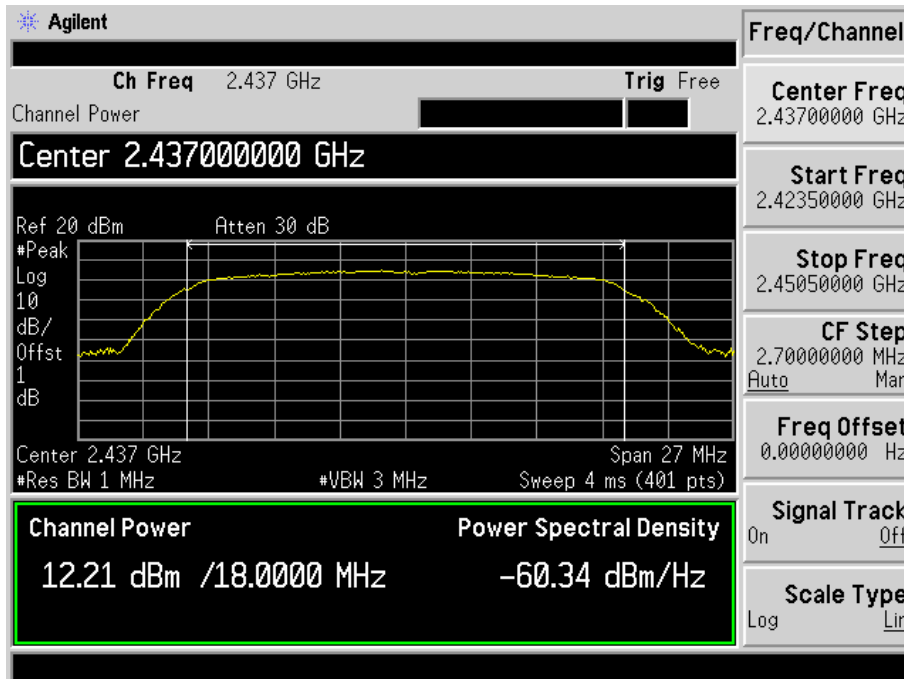 Agilent
Freq/Channel
Ch Freq 2.437 GHz Trig Free
Channel Power
Center 2.437000000 GHz
Ref 20 dBm Atten 30 dB
#Peak
Log
10
dB/
Offst
1
dB
Center 2.437 GHz Span 27 MHz
#Res BW 1 MHz #VBW 3 MHz Sweep 4 ms (401 pts)
Channel Power Power Spectral Density
12.21 dBm /18.0000 MHz -60.34 dBm/Hz
Center Freq
2.43700000 GHz
Start Freq
2.42350000 GHz
Stop Freq
2.45050000 GHz
CF Step
2.70000000 MHz
Auto Man
Freq Offset
0.00000000 Hz
Signal Track
On Off
Scale Type
Log Lin